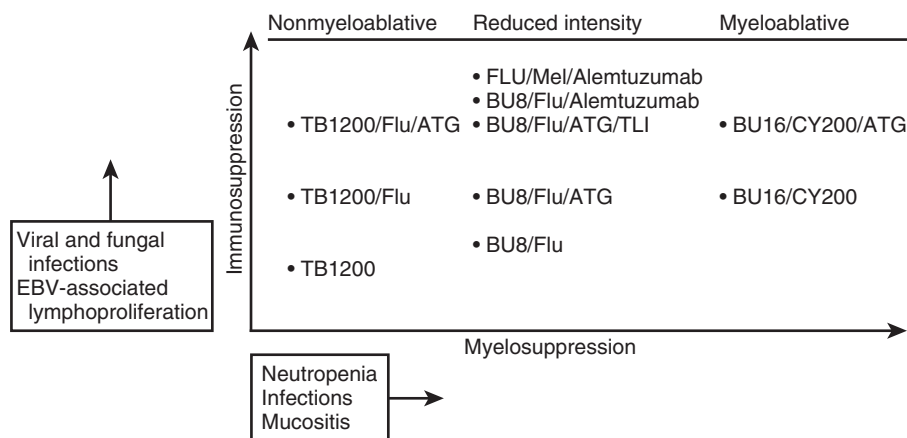 Nonmyeloablative Reduced intensity Myeloablative
• FLU/Mel/Alemtuzumab
• BU8/Flu/Alemtuzumab
• TB1200/Flu/ATG • BU8/Flu/ATG/TLI • BU16/CY200/ATG
• TB1200/Flu • BU8/Flu/ATG • BU16/CY200
• BU8/Flu
• TB1200
Immunosuppression
Viral and fungal
infections
EBV-associated
lymphoproliferation
Myelosuppression
Neutropenia
Infections
Mucositis